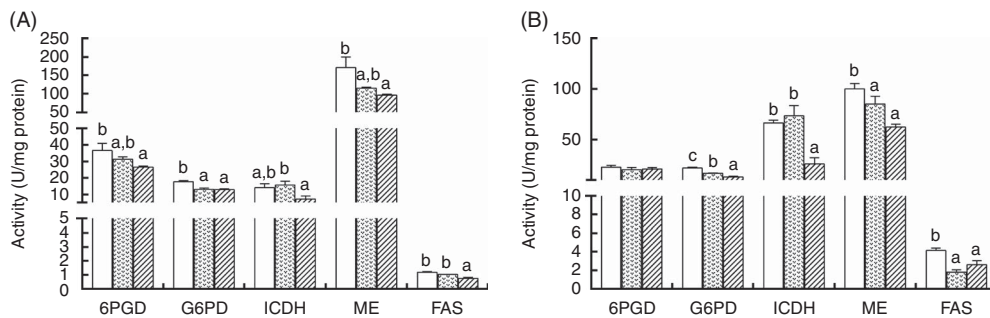 (A)
Activity (U/mg protein)
250
200
150
100
50
50
40
30
20
10
5
4
3
2
1
0
b
a,b
a
b
a
a
a,b
b
a
b
a,b
a
b
b
a
6PGD G6PD ICDH ME FAS
(B)
Activity (U/mg protein)
150
100
50
10
8
6
4
2
0
c
b
a
b
b
a
b
a
a
b
a
a
6PGD G6PD ICDH ME FAS